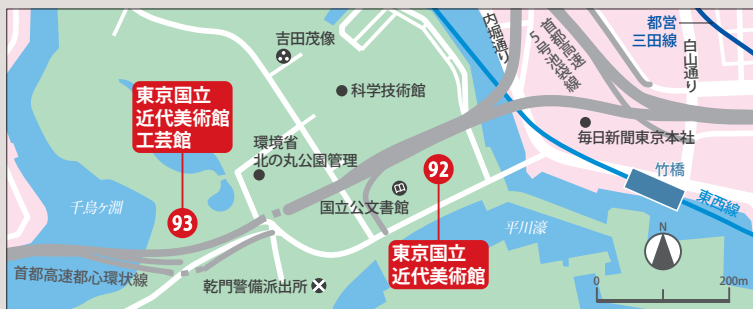 吉田茂像
内堀通り
首都高速
5号池袋線
都営
三田線
白山通り
東京国立
近代美術館
工芸館
科学技術館
毎日新聞東京本社
環境省
北の丸公園管理
竹橋
東西線
92
国立公文書館
千鳥ヶ淵
93
平川濠
N
東京国立
近代美術館
首都高速都心環状線
乾門警備派出所
0
200m